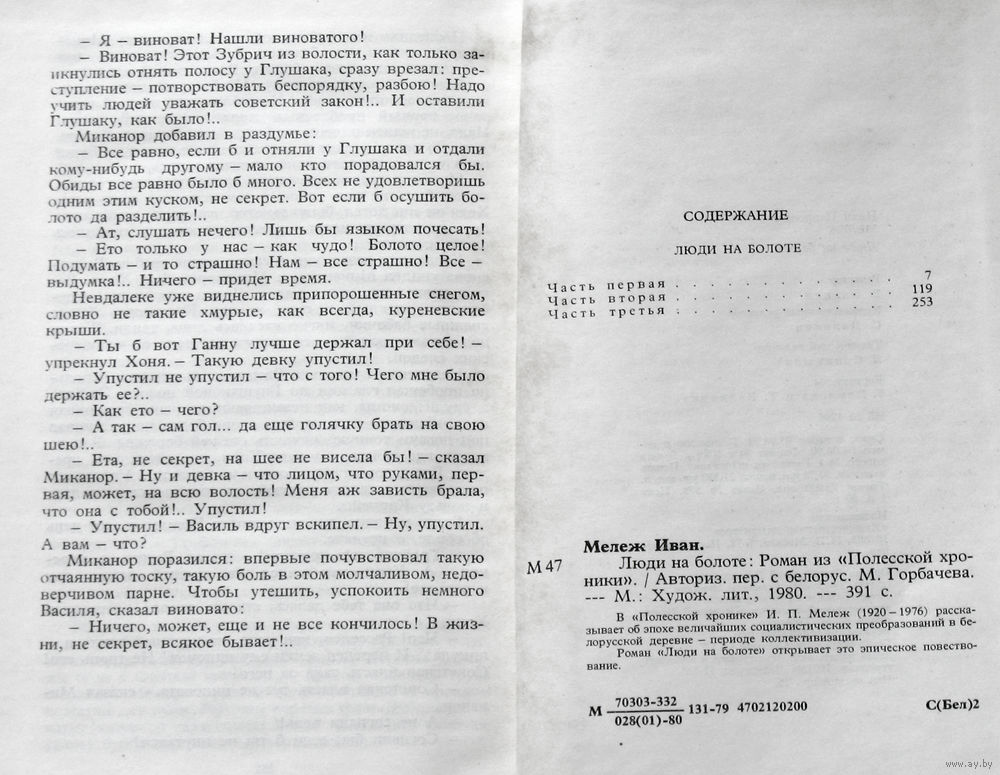 – Я – виноват! Нашли виноватого!
– Виноват! Этот Зубрич из волости, как только за-
икнулись отнять полосу у Глушака, сразу врезал: пре-
ступление – потворствовать беспорядку, разбою! Надо
учить людей уважать советский закон!.. И оставили
Глушаку, как было!..
Миканор добавил в раздумье:
– Все равно, если б и отняли у Глушака и отдали
кому-нибудь другому – мало кто порадовался бы.
Обиды все равно было б много. Всех не удовлетворишь
одним этим куском, не секрет. Вот если б осушить бо-
лото да разделить!..
– Ат, слушать нечего! Лишь бы языком почесать!
– Ето только у нас – как чудо! Болото целое!
Подумать – и то страшно! Нам – все страшно! Все –
выдумка!.. Ничего – придет время.
Невдалеке уже виднелись припорошенные снегом,
словно не такие хмурые, как всегда, куреневские
крыши.
– Ты б вот Ганну лучше держал при себе! –
упрекнул Хоня. – Такую девку упустил!
– Упустил не упустил – что с того! Чего мне было
держать ее?..
– Как ето – чего?
– А так – сам гол... да еще голячку брать на свою
шею!..
– Ета, не секрет, на шее не висела бы! – сказал
Миканор. – Ну и девка – что лицом, что руками, пер-
вая, может, на всю волость! Меня аж зависть брала,
что она с тобой!.. Упустил!
– Упустил! – Василь вдруг вскипел. – Ну, упустил.
А вам – что?
Миканор поразился: впервые почувствовал такую
отчаянную тоску, такую боль в этом молчаливом, недо-
верчивом парне. Чтобы утешить, успокоить немного
Василя, сказал виновато:
– Ничего, может, еще и не все кончилось! В жиз-
ни, не секрет, всякое бывает!..
СОДЕРЖАНИЕ
ЛЮДИ НА БОЛОТЕ
Часть первая . . . . . . . . . . . . 7
Часть вторая . . . . . . . . . . . . 119
Часть третья . . . . . . . . . . . . 253
Мележ Иван.
М 47
Люди на болоте: Роман из «Полесской хро-
ники». / Авториз. пер. с белорус. М. Горбачева.
--- М.: Худож. лит., 1980. --- 391 с.
В «Полесской хронике» И. П. Мележ (1920–1976) расска-
зывает об эпохе величайших социалистических преобразований в бе-
лорусской деревне – периоде коллективизации.
Роман «Люди на болоте» открывает это эпическое повество-
вание.
М 70303-332 131-79 4702120200 С(Бел)2
028(01)-80
www.ay.by